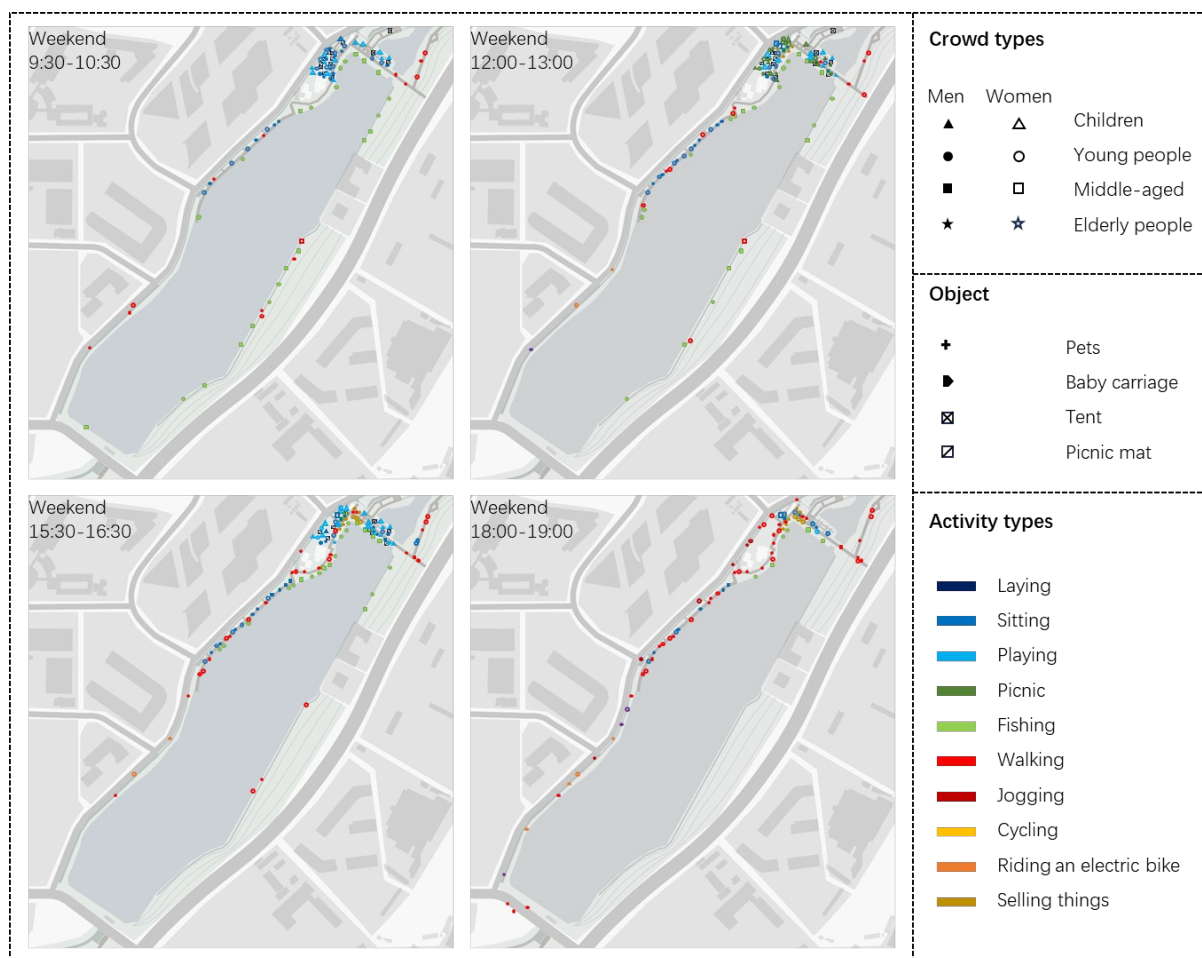 Weekend
9:30-10:30
Weekend
12:00-13:00
Weekend
15:30-16:30
Weekend
18:00-19:00
Crowd types
Men Women
Children
Young people
Middle-aged
Elderly people
Object
Pets
Baby carriage
Tent
Picnic mat
Activity types
Laying
Sitting
Playing
Picnic
Fishing
Walking
Jogging
Cycling
Riding an electric bike
Selling things